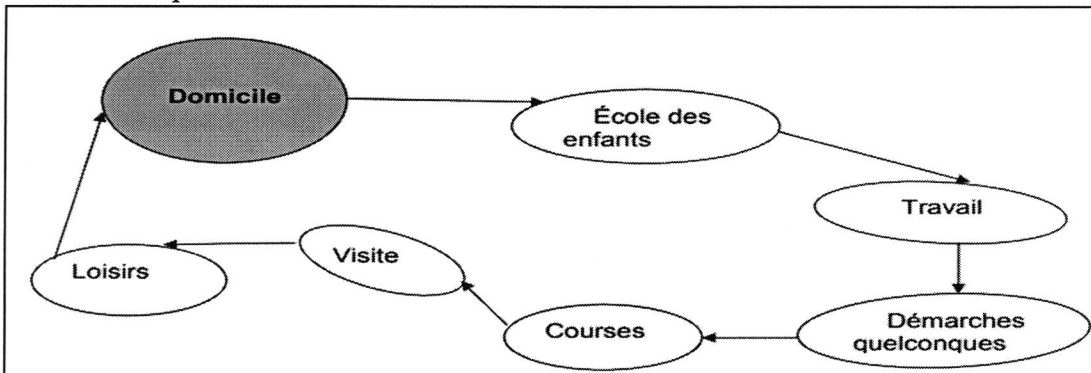 Domicile
École des
enfants
Travail
Démarches
quelconques
Courses
Visite
Loisirs